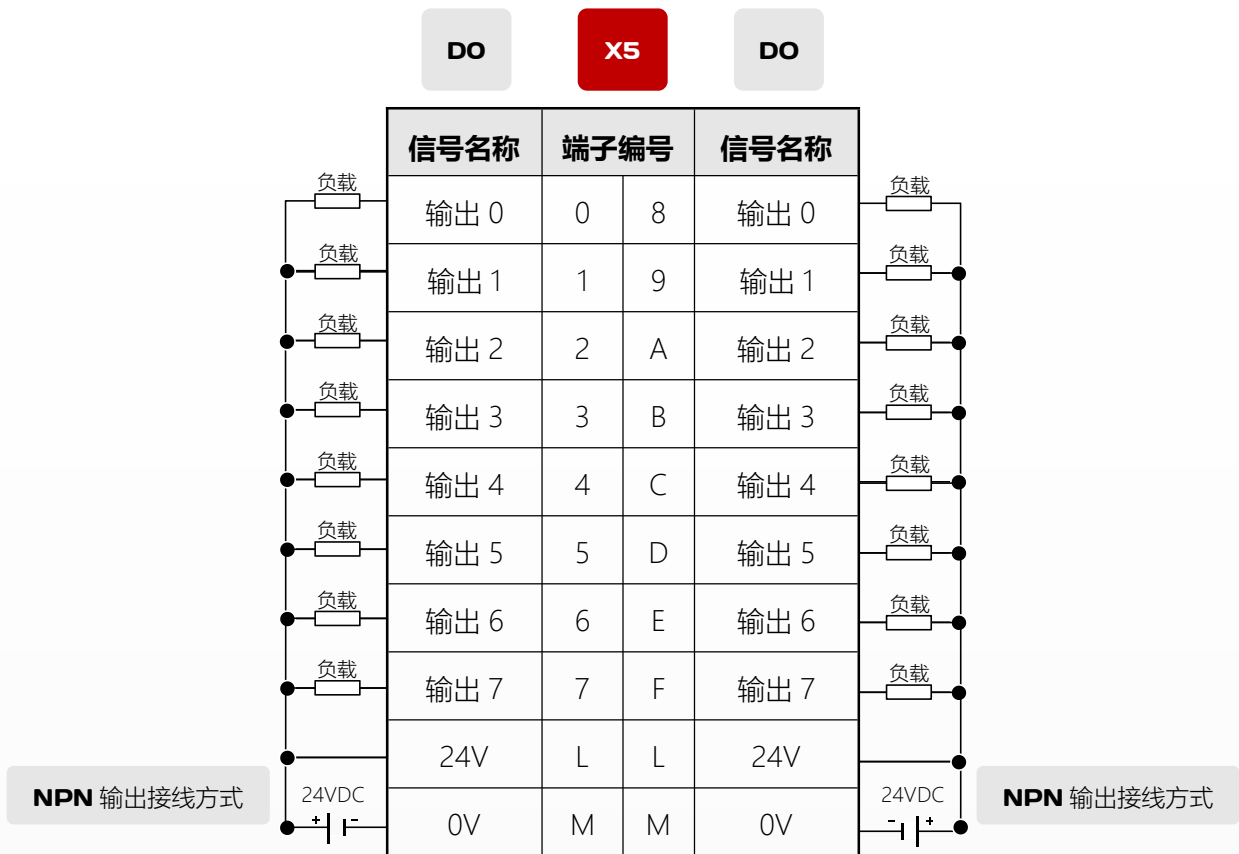 DO X5 DO
信号名称 端子编号 信号名称
负载 输出 0 0 8 输出 0 负载
负载 输出 1 1 9 输出 1 负载
负载 输出 2 2 A 输出 2 负载
负载 输出 3 3 B 输出 3 负载
负载 输出 4 4 C 输出 4 负载
负载 输出 5 5 D 输出 5 负载
负载 输出 6 6 E 输出 6 负载
负载 输出 7 7 F 输出 7 负载
24V L L 24V
NPN 输出接线方式 24VDC 24VDC NPN 输出接线方式
+ - 0V M M 0V - +